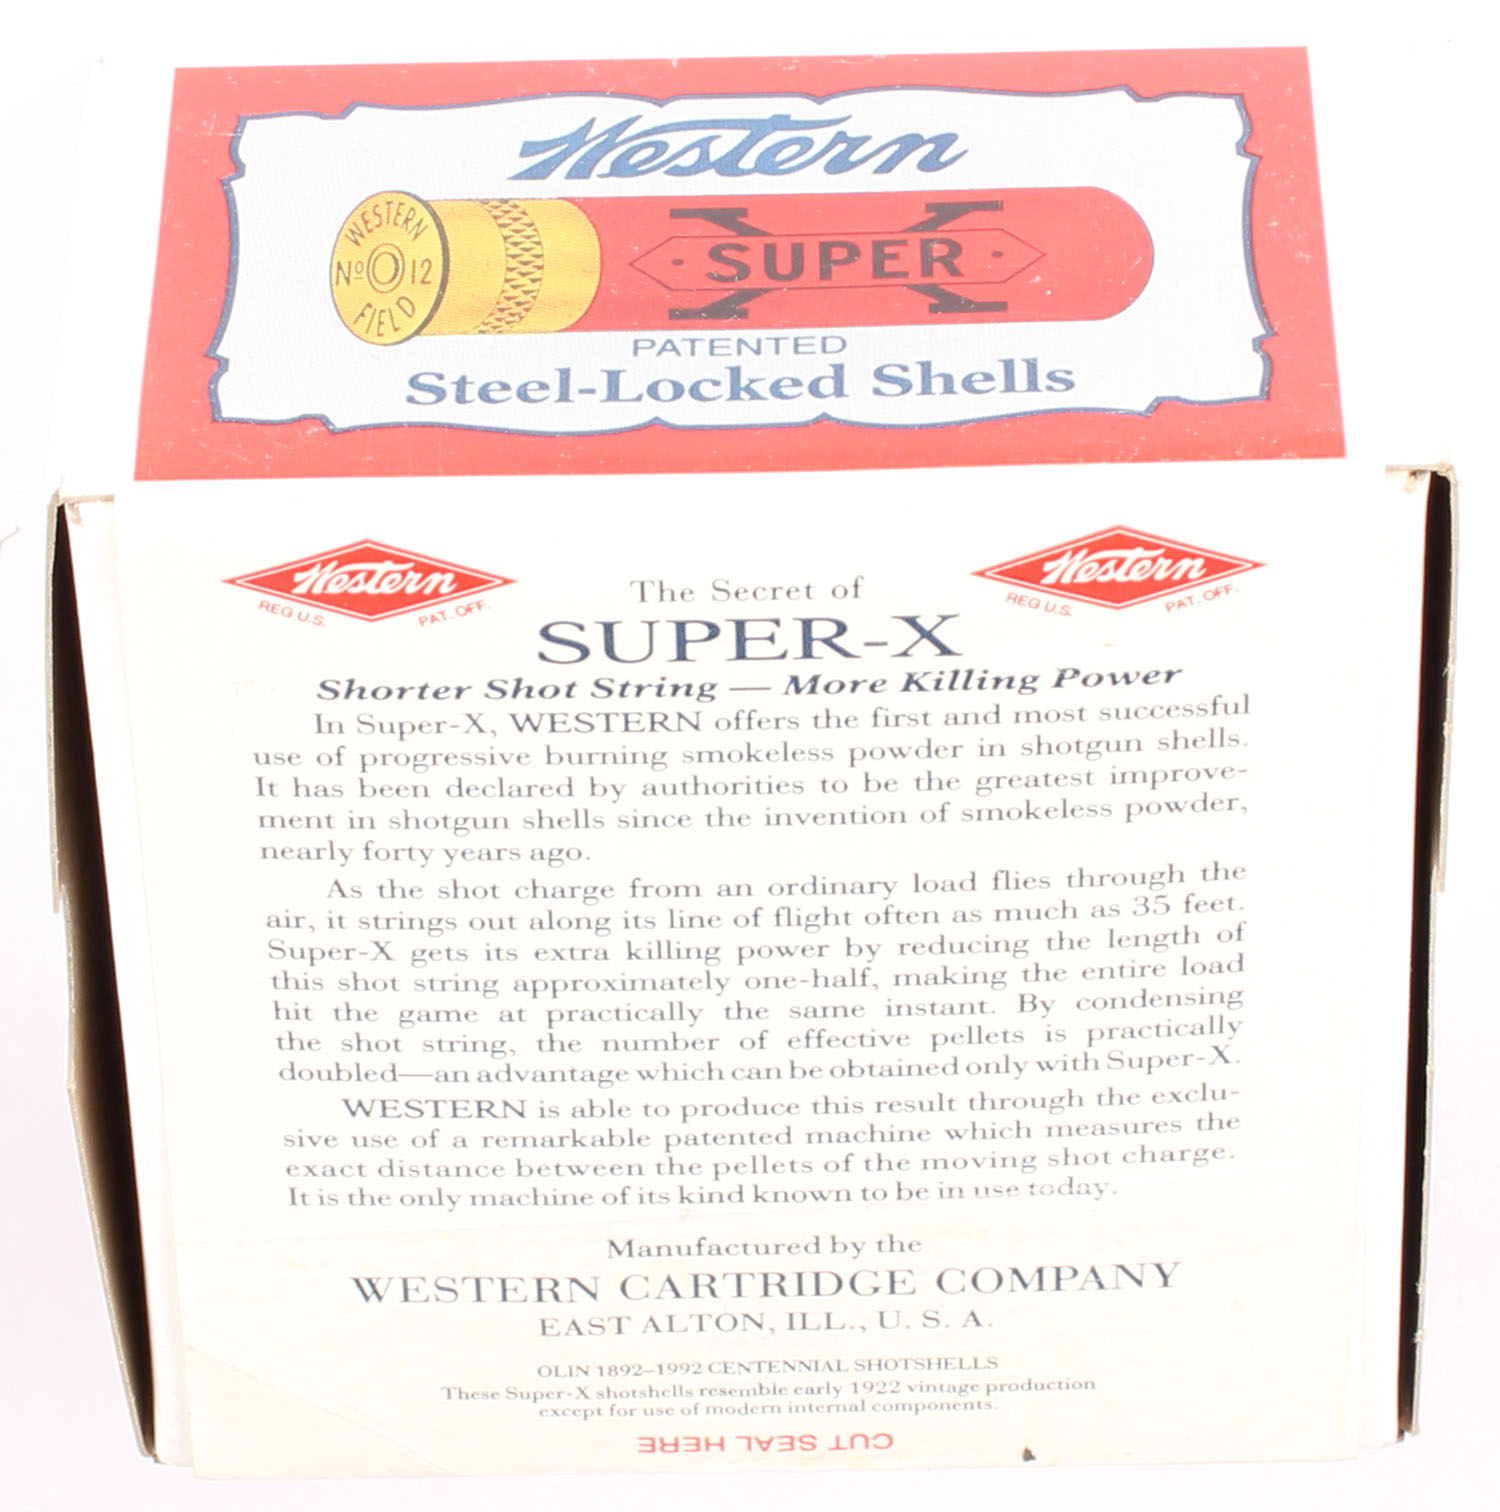 Western
WESTERN
No 12
FIELD
SUPER X
PATENTED
Steel-Locked Shells
Western
REG U.S. PAT. OFF.
Western
REG U.S. PAT. OFF.
The Secret of
SUPER-X
Shorter Shot String — More Killing Power
In Super-X, WESTERN offers the first and most successful
use of progressive burning smokeless powder in shotgun shells.
It has been declared by authorities to be the greatest improve-
ment in shotgun shells since the invention of smokeless powder,
nearly forty years ago.
As the shot charge from an ordinary load flies through the
air, it strings out along its line of flight often as much as 35 feet.
Super-X gets its extra killing power by reducing the length of
this shot string approximately one-half, making the entire load
hit the game at practically the same instant. By condensing
the shot string, the number of effective pellets is practically
doubled—an advantage which can be obtained only with Super-X.
WESTERN is able to produce this result through the exclu-
sive use of a remarkable patented machine which measures the
exact distance between the pellets of the moving shot charge.
It is the only machine of its kind known to be in use today.
Manufactured by the
WESTERN CARTRIDGE COMPANY
EAST ALTON, ILL., U. S. A.
OLIN 1892–1992 CENTENNIAL SHOTSHELLS
These Super-X shotshells resemble early 1922 vintage production
except for use of modern internal components.
CUT SEAL HERE